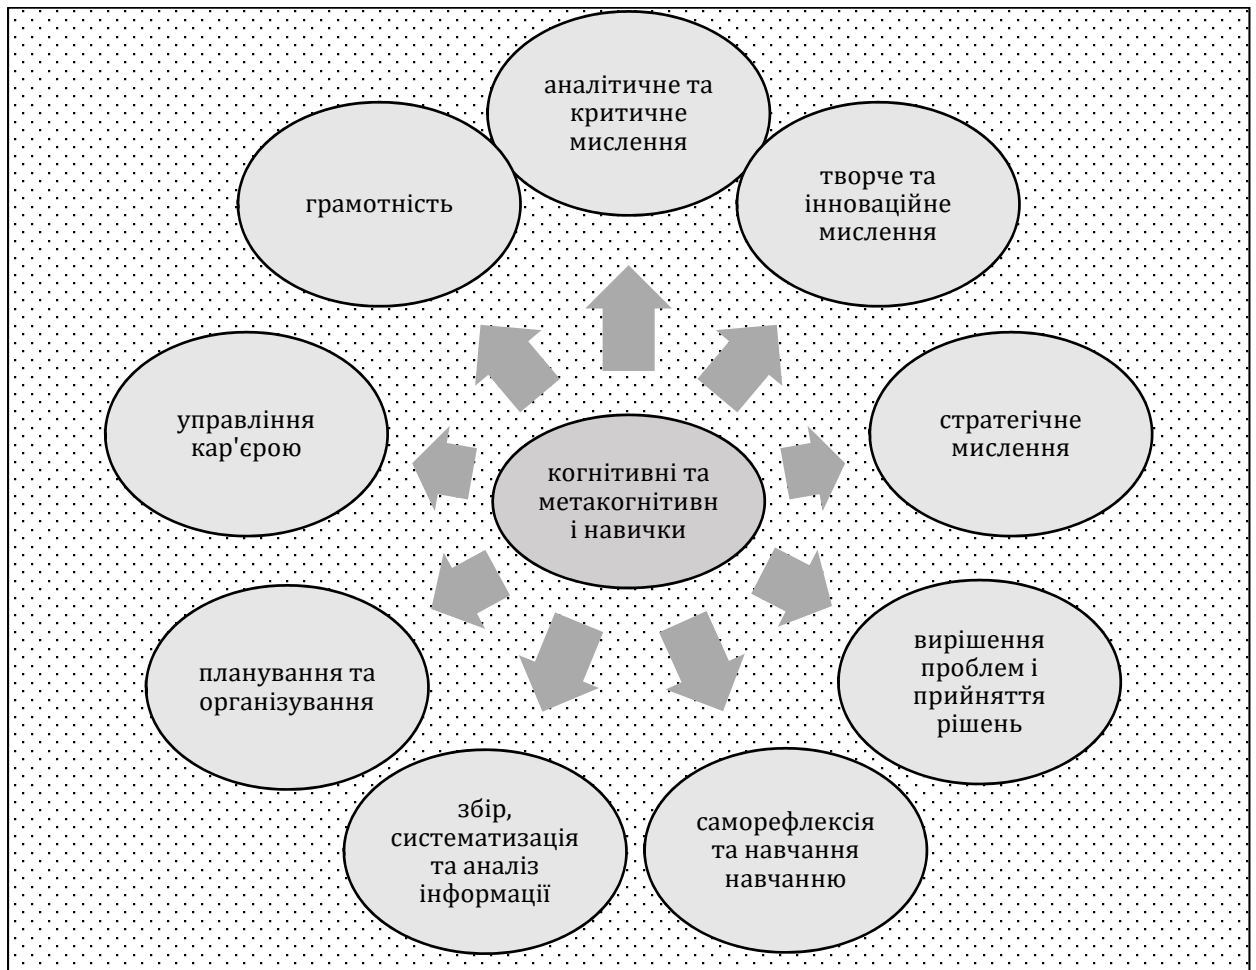 аналітичне та
критичне
мислення
творче та
інноваційне
мислення
стратегічне
мислення
вирішення
проблем і
прийняття
рішень
саморефлексія
та навчання
навчанню
збір,
систематизація
та аналіз
інформації
планування та
організування
управління
кар'єрою
грамотність
когнітивні та
метакогнітивн
і навички